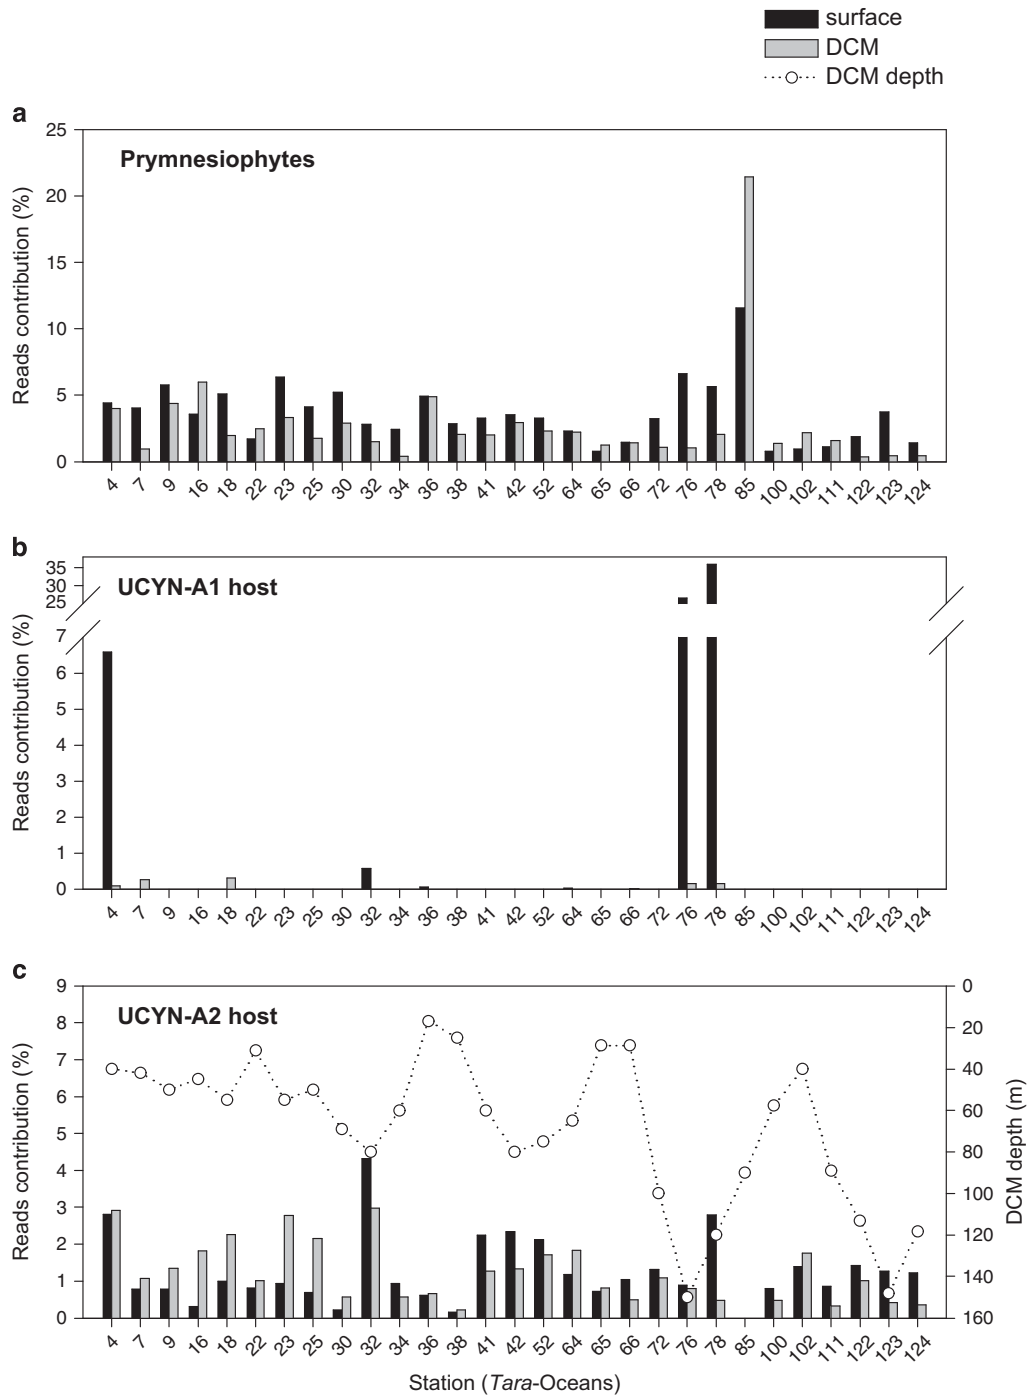 surface
DCM
DCM depth
a
Prymnesiophytes
Reads contribution (%)
25
20
15
10
5
0
4 7 9 16 18 22 23 25 30 32 34 36 38 41 42 52 64 65 66 72 76 78 85 100 102 111 122 123 124
b
UCYN-A1 host
Reads contribution (%)
35
30
25
7
6
5
4
3
2
1
0
4 7 9 16 18 22 23 25 30 32 34 36 38 41 42 52 64 65 66 72 76 78 85 100 102 111 122 123 124
c
UCYN-A2 host
Reads contribution (%)
9
8
7
6
5
4
3
2
1
0
0
20
40
60
80
100
120
140
160
DCM depth (m)
4 7 9 16 18 22 23 25 30 32 34 36 38 41 42 52 64 65 66 72 76 78 85 100 102 111 122 123 124
Station (Tara-Oceans)